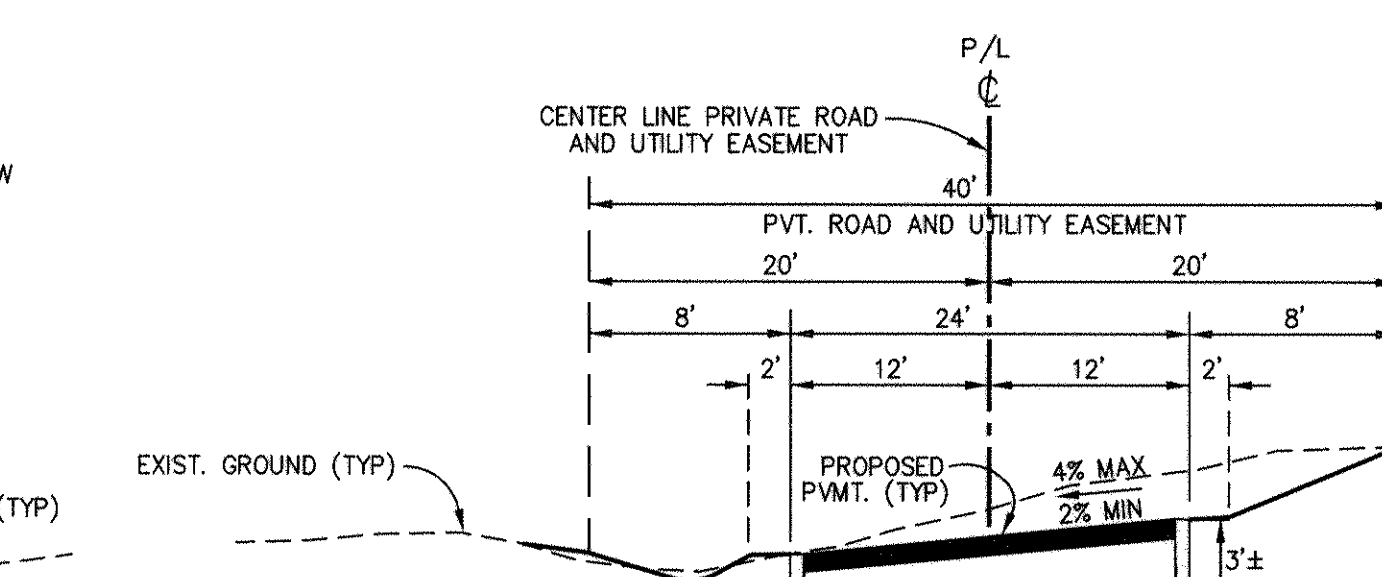 P/L
℄
CENTER LINE PRIVATE ROAD
AND UTILITY EASEMENT
W
40'
PVT. ROAD AND UTILITY EASEMENT
20'
20'
8'
24'
8'
2'
12'
12'
2'
EXIST. GROUND (TYP)
PROPOSED
PVMT. (TYP)
4% MAX
2% MIN
(TYP)
3'±